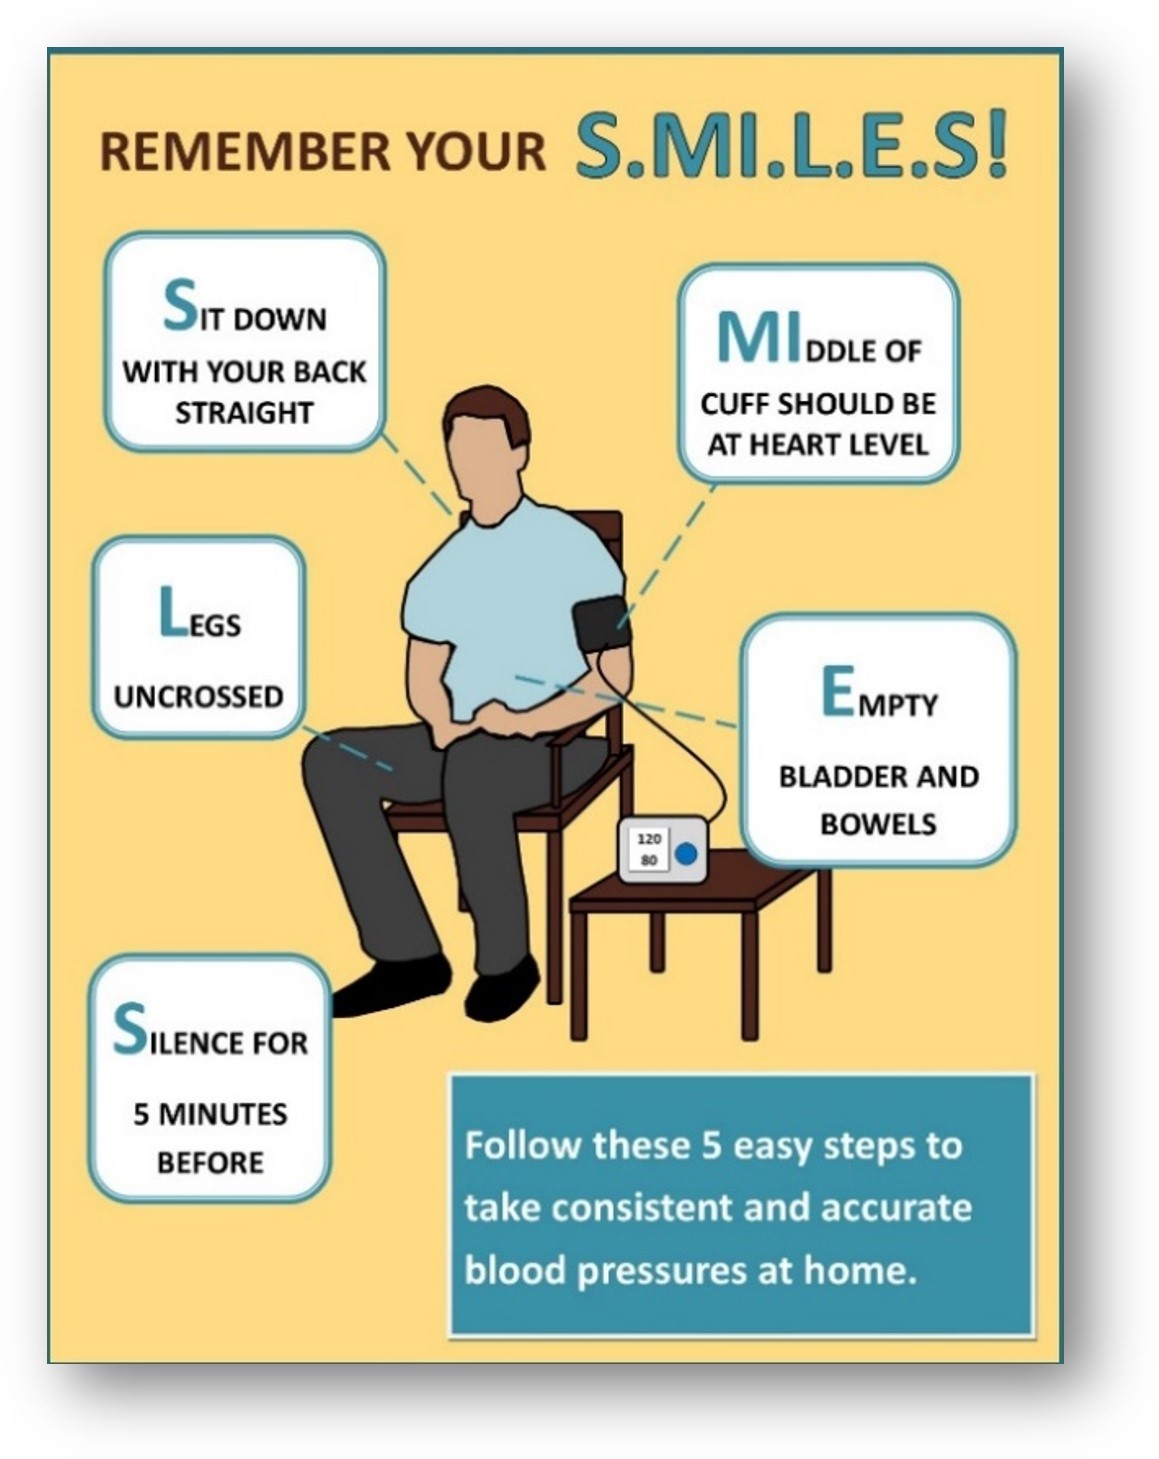 REMEMBER YOUR S.MI.L.E.S!
SIT DOWN
WITH YOUR BACK
STRAIGHT
MIDDLE OF
CUFF SHOULD BE
AT HEART LEVEL
LEGS
UNCROSSED
EMPTY
BLADDER AND
BOWELS
120
80
SILENCE FOR
5 MINUTES
BEFORE
Follow these 5 easy steps to
take consistent and accurate
blood pressures at home.